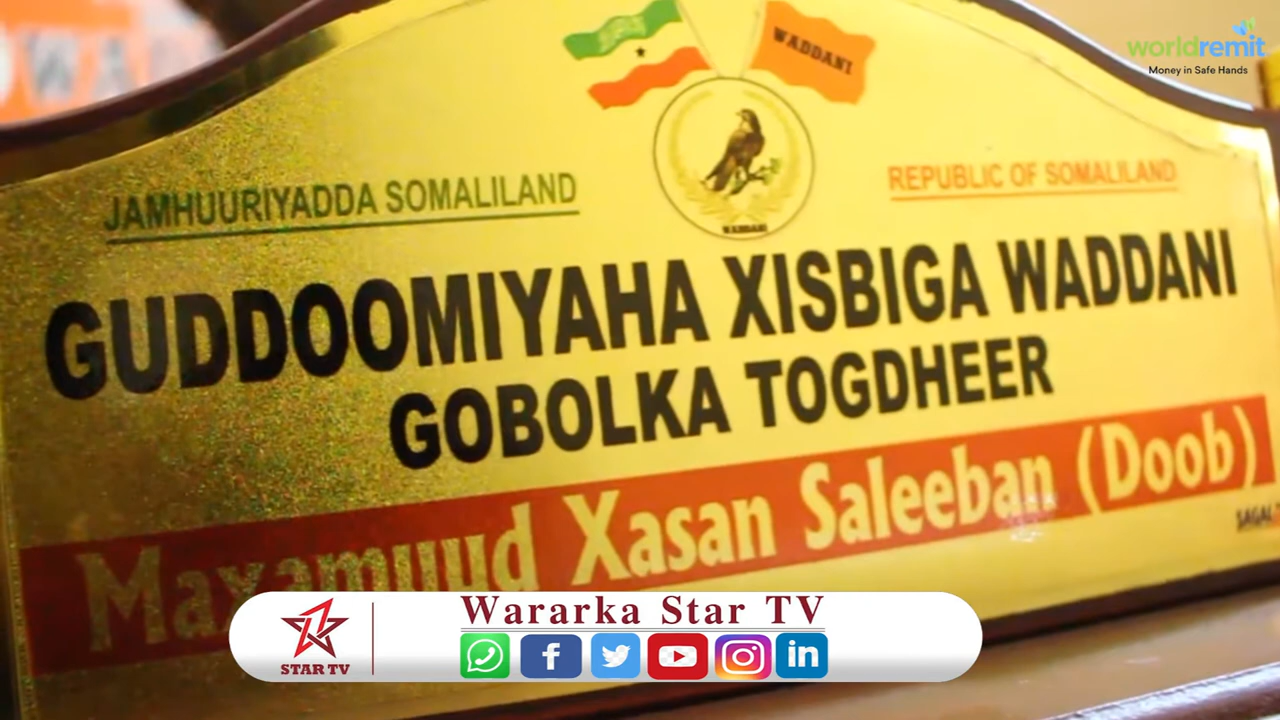 worldremit
Money in Safe Hands
WADDANI
JAMHUURIYADDA SOMALILAND
REPUBLIC OF SOMALILAND
WADDANI
GUDDOOMIYAHA XISBIGA WADDANI
GOBOLKA TOGDHEER
Maxamuud Xasan Saleeban (Doob)
SAGAL
Wararka Star TV
STAR TV